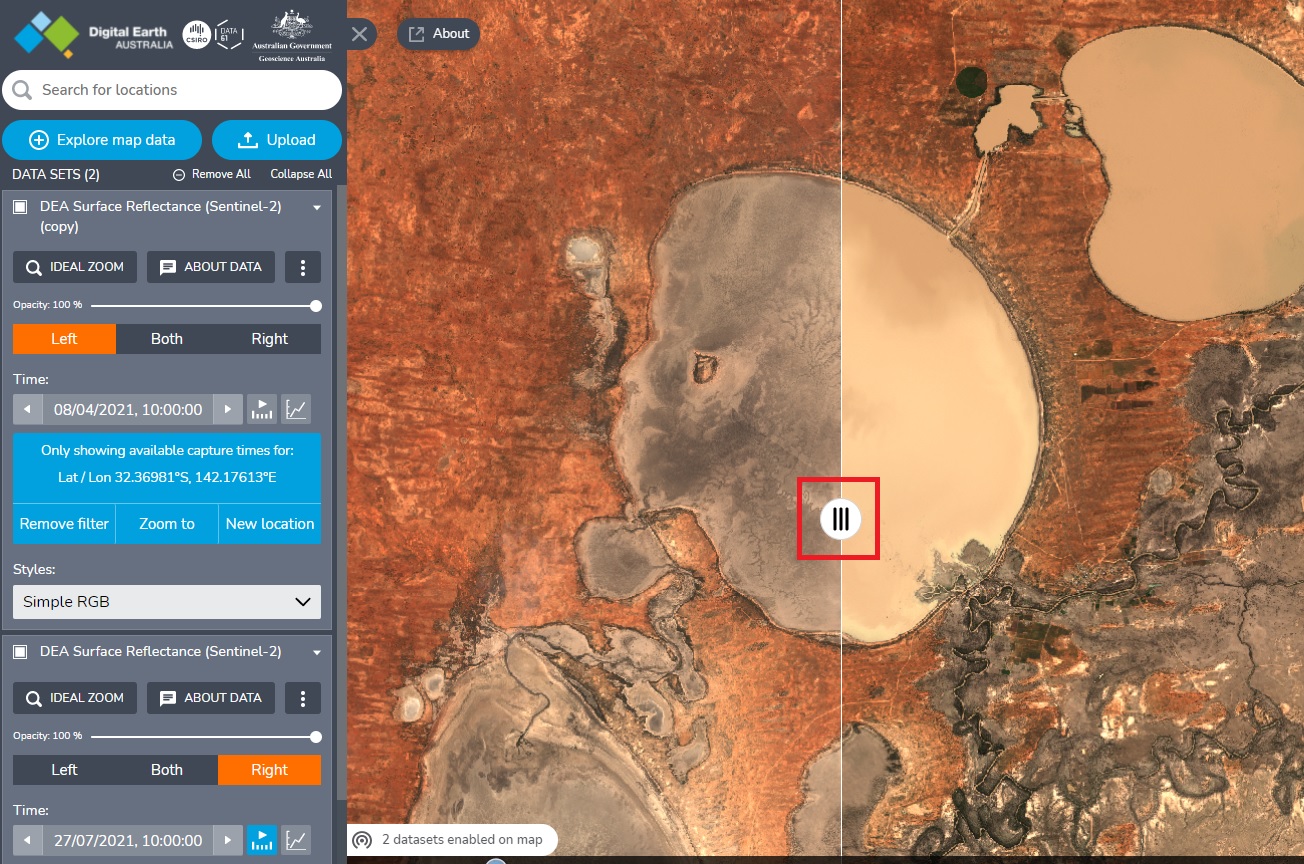 Digital Earth
AUSTRALIA
CSIRO
DATA
61
Australian Government
Geoscience Australia
About
Search for locations
Explore map data
Upload
DATA SETS (2)
Remove All
Collapse All
DEA Surface Reflectance (Sentinel-2)
(copy)
IDEAL ZOOM
ABOUT DATA
Opacity: 100 %
Left
Both
Right
Time:
08/04/2021, 10:00:00
Only showing available capture times for:
Lat / Lon 32.36981°S, 142.17613°E
Remove filter
Zoom to
New location
Styles:
Simple RGB
DEA Surface Reflectance (Sentinel-2)
IDEAL ZOOM
ABOUT DATA
Opacity: 100 %
Left
Both
Right
Time:
27/07/2021, 10:00:00
2 datasets enabled on map